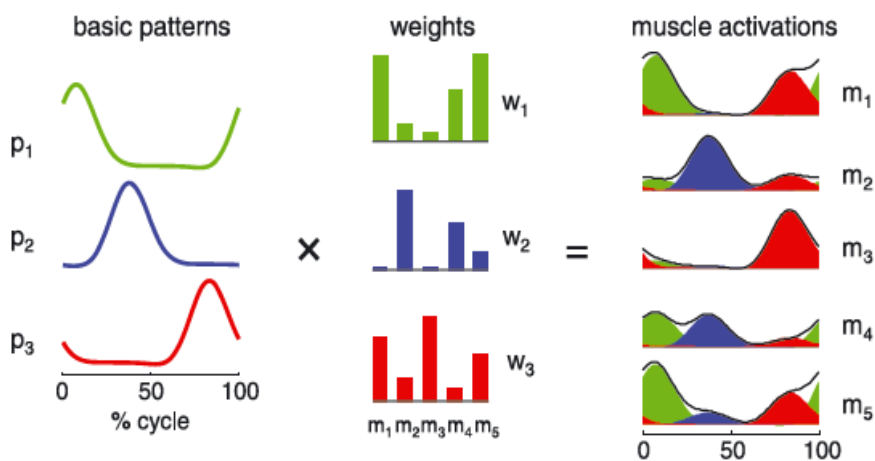 basic patterns weights muscle activations
p1 w1 m1
p2 × w2 = m2
m3
p3 w3 m4
m5
0 50 100 m1 m2 m3 m4 m5 0 50 100
% cycle